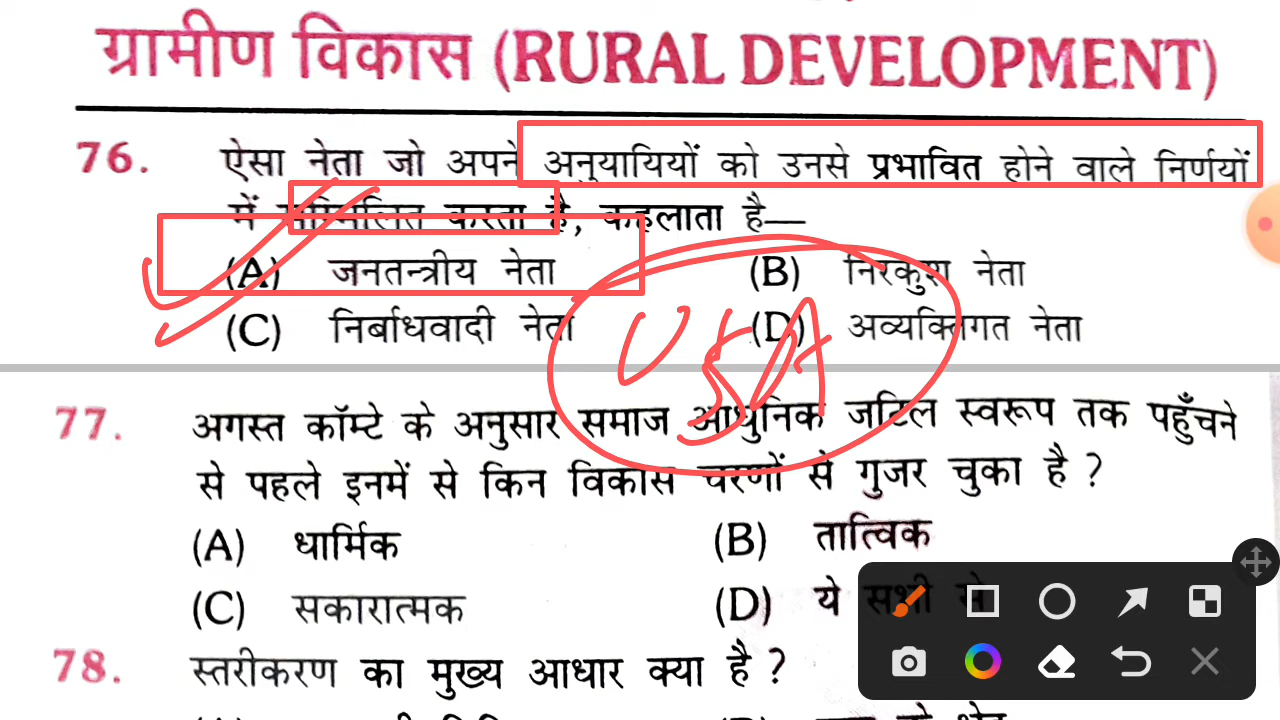 ग्रामीण विकास (RURAL DEVELOPMENT)
76. ऐसा नेता जो अपने अनुयायियों को उनसे प्रभावित होने वाले निर्णयों
में सम्मिलित करता है, कहलाता है—
(A) जनतन्त्रीय नेता (B) निरंकुश नेता
(C) निर्बाधवादी नेता (D) अव्यक्तिगत नेता
USA
77. अगस्त कॉम्टे के अनुसार समाज आधुनिक जटिल स्वरूप तक पहुँचने
से पहले इनमें से किन विकास चरणों से गुजर चुका है ?
(A) धार्मिक (B) तात्विक
(C) सकारात्मक (D) ये सभी से
78. स्तरीकरण का मुख्य आधार क्या है ?